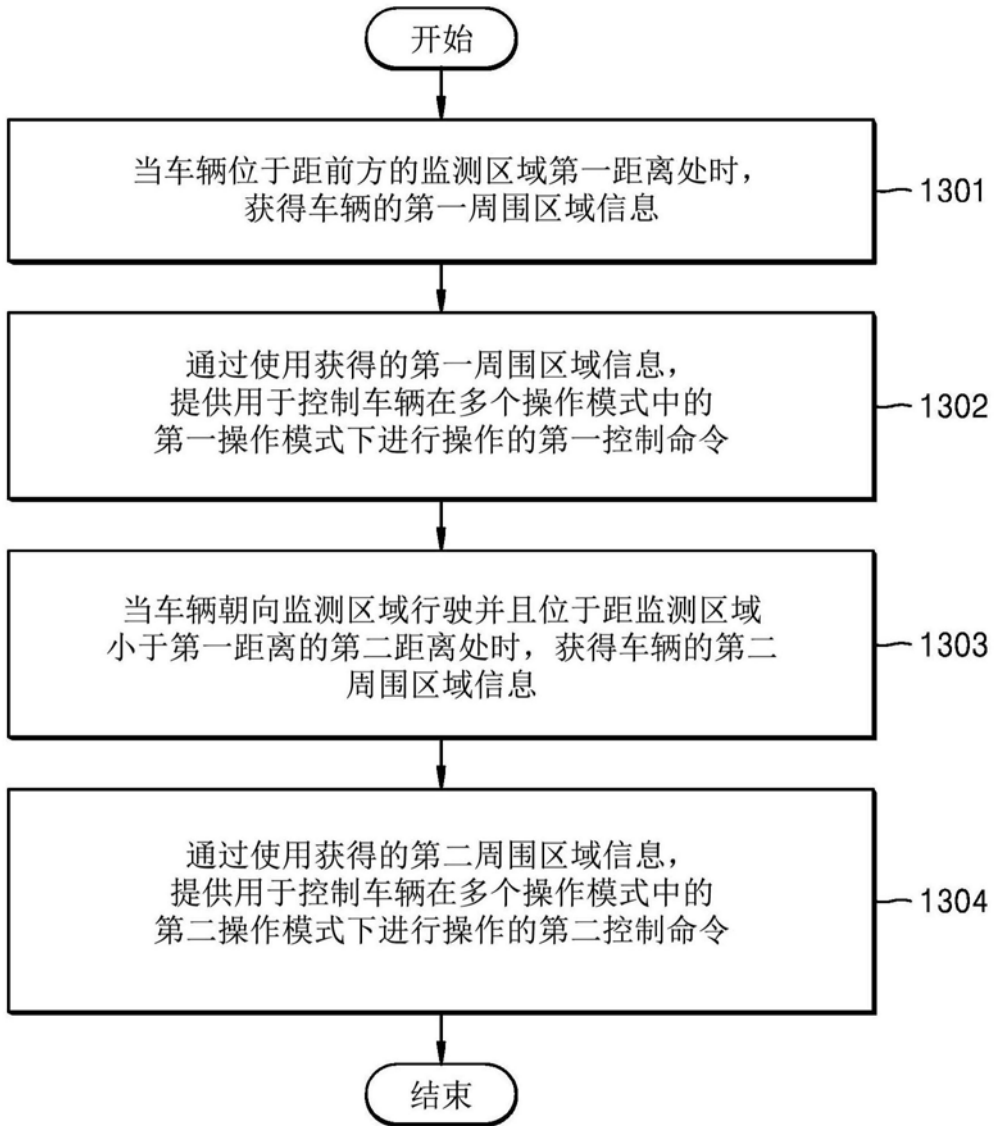 开始
当车辆位于距前方的监测区域第一距离处时，
获得车辆的第一周围区域信息
1301
通过使用获得的第一周围区域信息，
提供用于控制车辆在多个操作模式中的
第一操作模式下进行操作的第一控制命令
1302
当车辆朝向监测区域行驶并且位于距监测区域
小于第一距离的第二距离处时，获得车辆的第二
周围区域信息
1303
通过使用获得的第二周围区域信息，
提供用于控制车辆在多个操作模式中的
第二操作模式下进行操作的第二控制命令
1304
结束